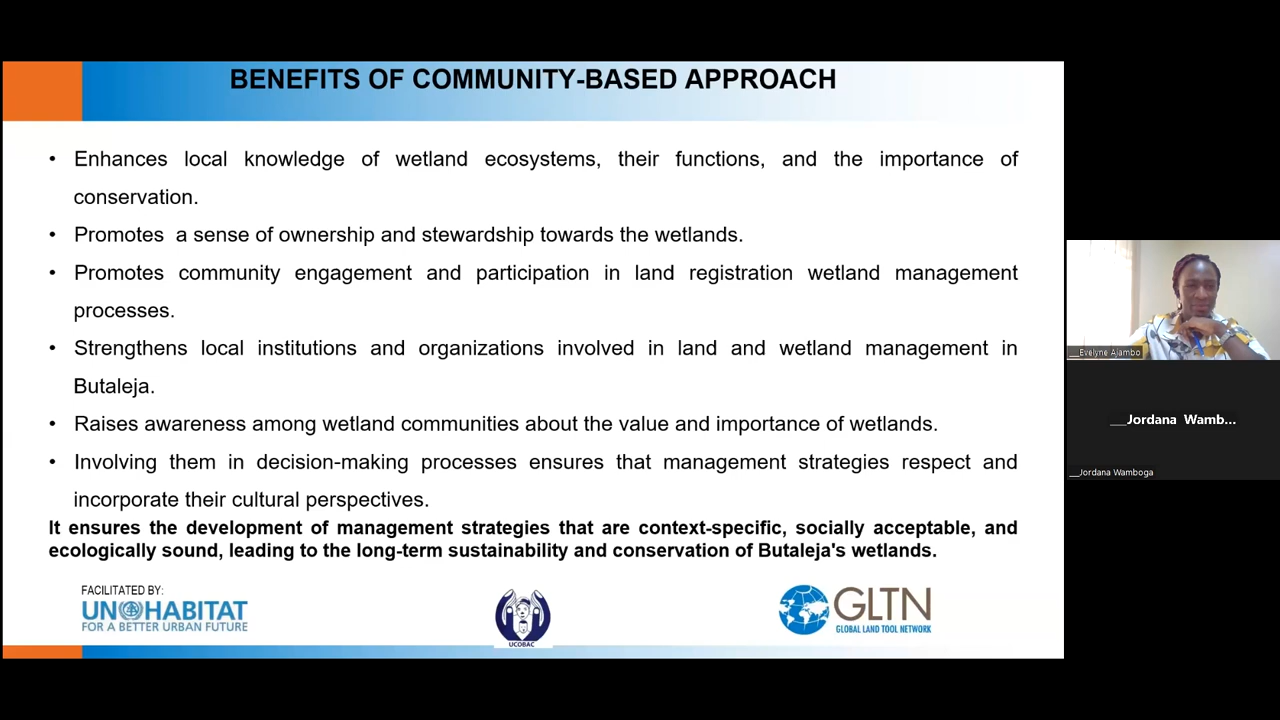 BENEFITS OF COMMUNITY-BASED APPROACH
• Enhances local knowledge of wetland ecosystems, their functions, and the importance of
conservation.
• Promotes a sense of ownership and stewardship towards the wetlands.
• Promotes community engagement and participation in land registration wetland management
processes.
• Strengthens local institutions and organizations involved in land and wetland management in
Butaleja.
• Raises awareness among wetland communities about the value and importance of wetlands.
• Involving them in decision-making processes ensures that management strategies respect and
incorporate their cultural perspectives.
It ensures the development of management strategies that are context-specific, socially acceptable, and
ecologically sound, leading to the long-term sustainability and conservation of Butaleja's wetlands.
FACILITATED BY:
UN HABITAT
FOR A BETTER URBAN FUTURE
UCOBAC
GLTN
GLOBAL LAND TOOL NETWORK
__Evelyne Ajambo
__Jordana Wamb...
__Jordana Wamboga